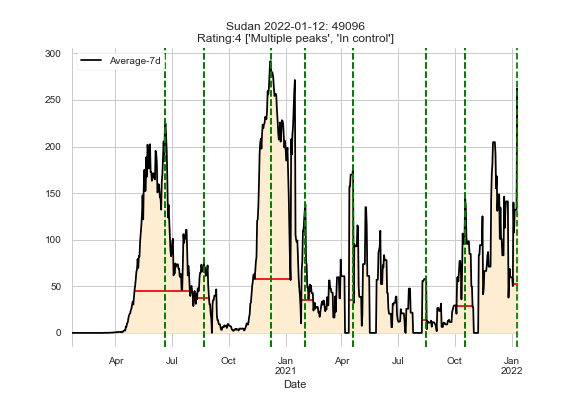 Sudan 2022-01-12: 49096
Rating:4 ['Multiple peaks', 'In control']
Average-7d
300
250
200
150
100
50
0
Apr Jul Oct Jan Apr Jul Oct Jan
2021 2022
Date